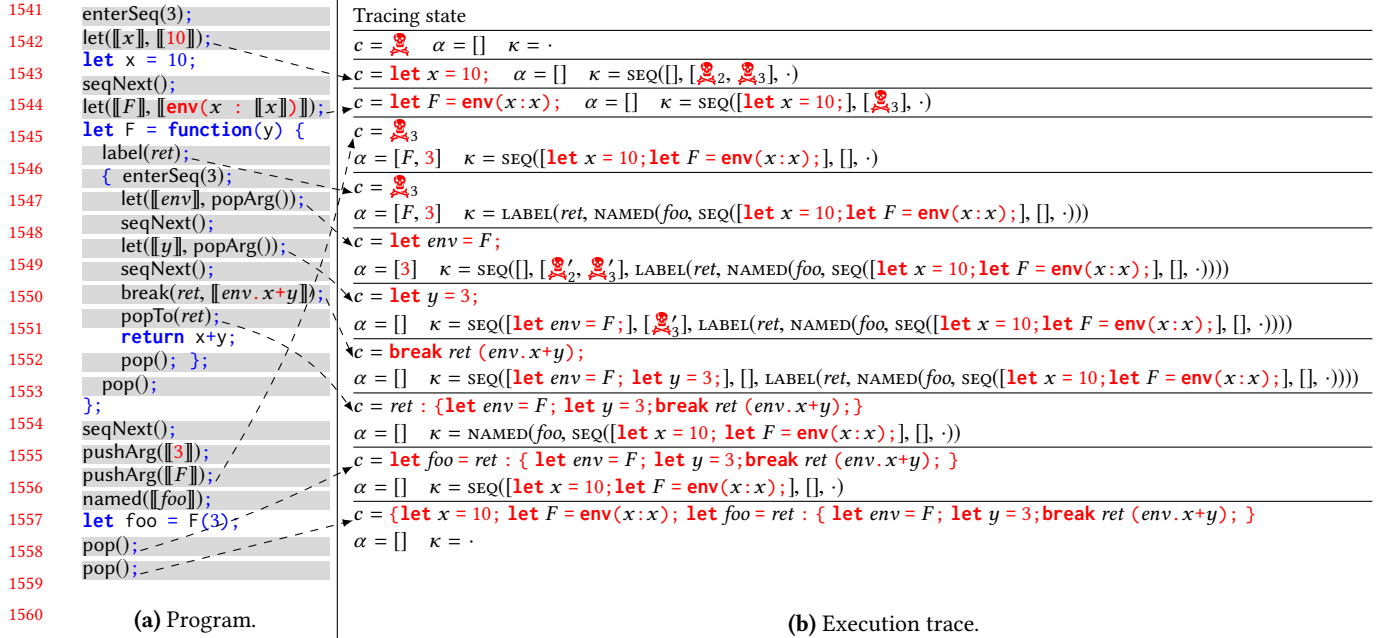 1541
1542
1543
1544
1545
1546
1547
1548
1549
1550
1551
1552
1553
1554
1555
1556
1557
1558
1559
1560
enterSeq(3);
let(⟦x⟧, ⟦10⟧);
let x = 10;
seqNext();
let(⟦F⟧, ⟦env(x : ⟦x⟧)⟧);
let F = function(y) {
label(ret);
{ enterSeq(3);
let(⟦env⟧, popArg());
seqNext();
let(⟦y⟧, popArg());
seqNext();
break(ret, ⟦env.x+y⟧);
popTo(ret);
return x+y;
pop(); };
pop();
};
seqNext();
pushArg(⟦3⟧);
pushArg(⟦F⟧);
named(⟦foo⟧);
let foo = F(3);
pop();
pop();
(a) Program.
Tracing state
c = ☠ α = [] κ = ·
c = let x = 10; α = [] κ = SEQ([], [☠₂, ☠₃], ·)
c = let F = env(x:x); α = [] κ = SEQ([let x = 10;], [☠₃], ·)
c = ☠₃
α = [F, 3] κ = SEQ([let x = 10;let F = env(x:x);], [], ·)
c = ☠₃
α = [F, 3] κ = LABEL(ret, NAMED(foo, SEQ([let x = 10;let F = env(x:x);], [], ·)))
c = let env = F;
α = [3] κ = SEQ([], [☠′₂, ☠′₃], LABEL(ret, NAMED(foo, SEQ([let x = 10;let F = env(x:x);], [], ·))))
c = let y = 3;
α = [] κ = SEQ([let env = F;], [☠′₃], LABEL(ret, NAMED(foo, SEQ([let x = 10;let F = env(x:x);], [], ·))))
c = break ret (env.x+y);
α = [] κ = SEQ([let env = F; let y = 3;], [], LABEL(ret, NAMED(foo, SEQ([let x = 10;let F = env(x:x);], [], ·))))
c = ret : {let env = F; let y = 3;break ret (env.x+y);}
α = [] κ = NAMED(foo, SEQ([let x = 10; let F = env(x:x);], [], ·))
c = let foo = ret : { let env = F; let y = 3;break ret (env.x+y); }
α = [] κ = SEQ([let x = 10;let F = env(x:x);], [], ·)
c = {let x = 10; let F = env(x:x); let foo = ret : { let env = F; let y = 3;break ret (env.x+y); }
α = [] κ = ·
(b) Execution trace.